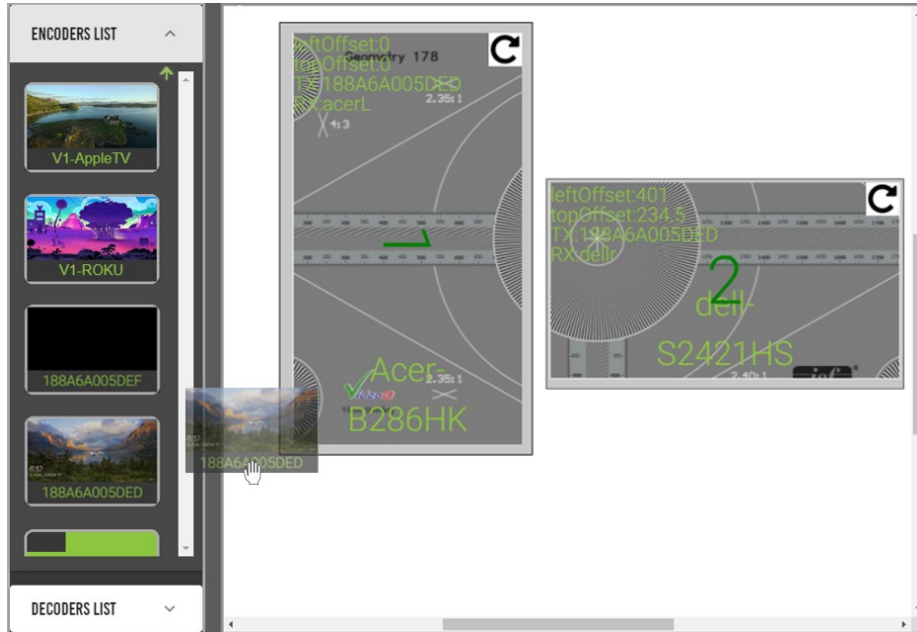 ENCODERS LIST
V1-AppleTV
V1-ROKU
188A6A005DEF
188A6A005DED
DECODERS LIST
188A6A005DED
leftOffset:0
topOffset:0
TX:188A6A005DED
RX:acerL
Geometry 178
2.35:1
4:3
1
Acer-
B286HK
2.35:1
leftOffset:401
topOffset:234.5
TX:188A6A005DED
RX:dellr
2
dell-
S2421HS
2.40:1